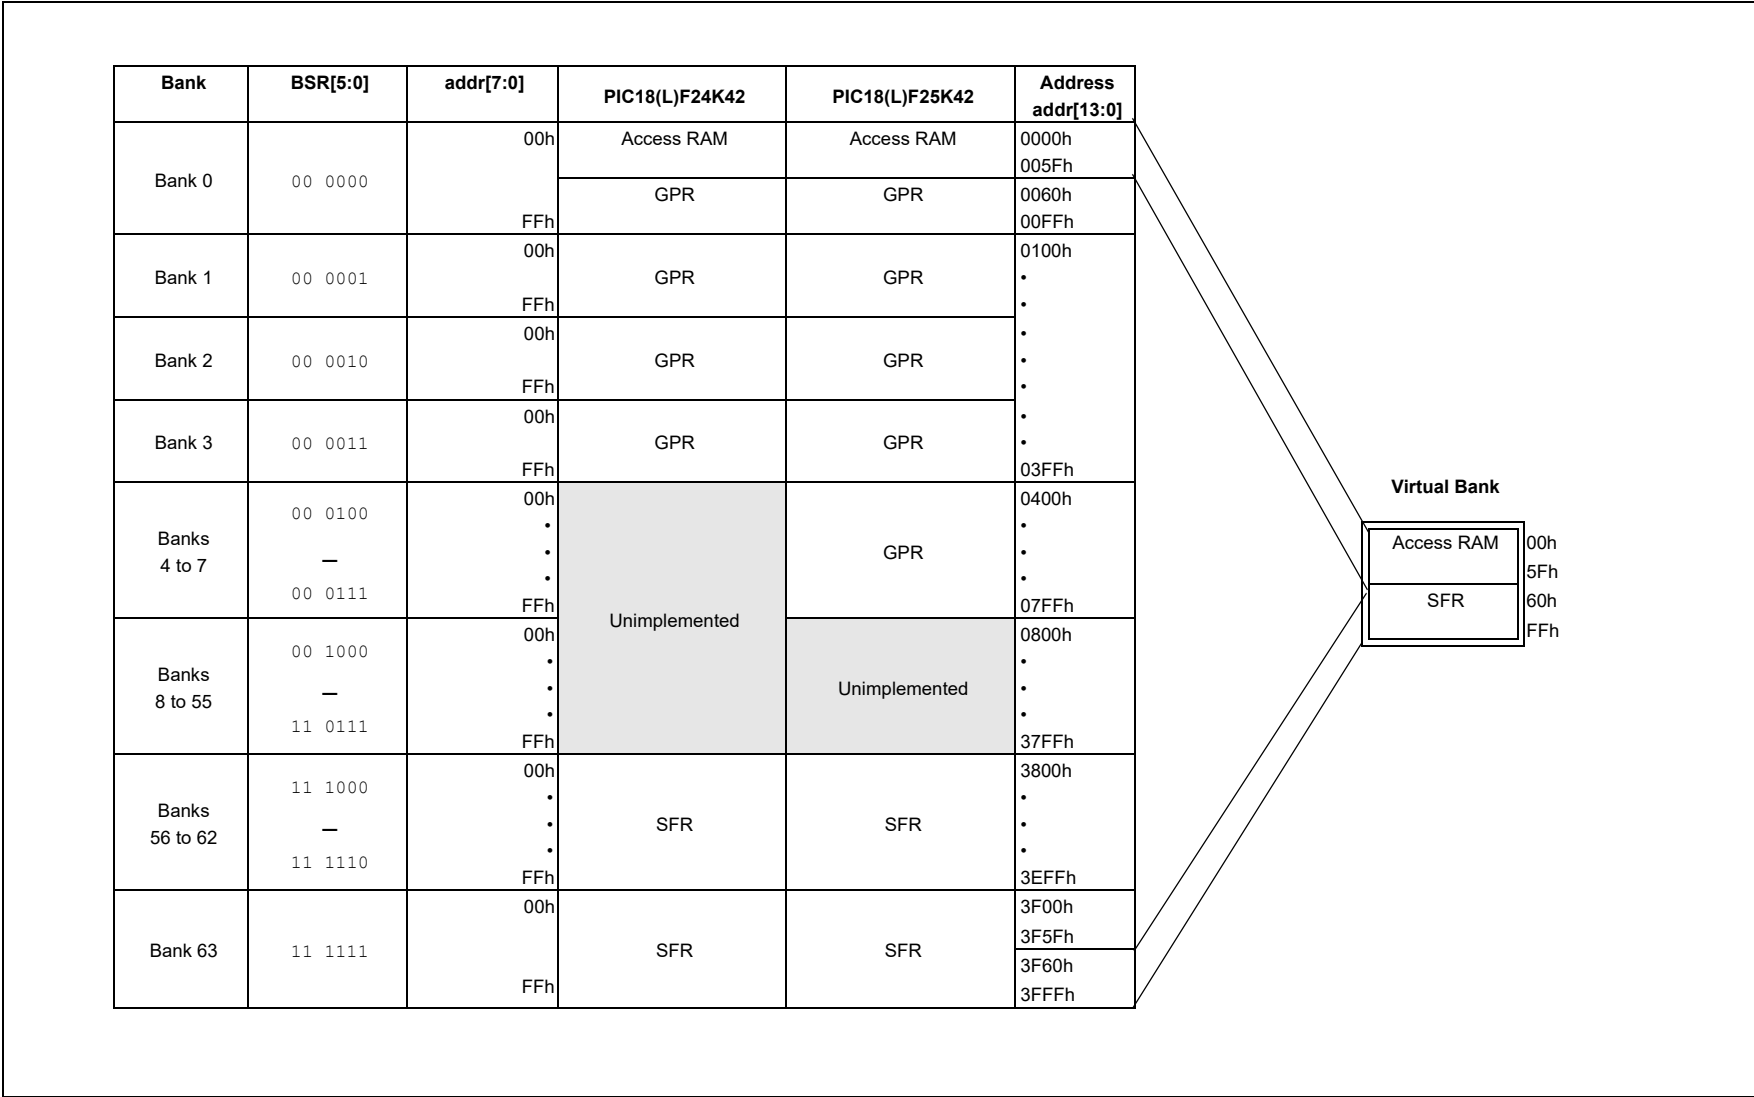 Bank BSR[5:0] addr[7:0] PIC18(L)F24K42 PIC18(L)F25K42 Address
addr[13:0]
Bank 0 00 0000 00h Access RAM Access RAM 0000h
005Fh
GPR GPR 0060h
FFh 00FFh
Bank 1 00 0001 00h GPR GPR 0100h
•
FFh •
Bank 2 00 0010 00h GPR GPR •
•
FFh •
Bank 3 00 0011 00h GPR GPR •
•
FFh 03FFh
Banks
4 to 7
00 0100
–
00 0111
00h
•
•
•
FFh
Unimplemented
GPR
0400h
•
•
•
07FFh
Banks
8 to 55
00 1000
–
11 0111
00h
•
•
•
FFh
Unimplemented
0800h
•
•
•
37FFh
Banks
56 to 62
11 1000
–
11 1110
00h
•
•
•
FFh
SFR
SFR
3800h
•
•
•
3EFFh
Bank 63
11 1111
00h
FFh
SFR
SFR
3F00h
3F5Fh
3F60h
3FFFh
Virtual Bank
Access RAM 00h
5Fh
SFR 60h
FFh